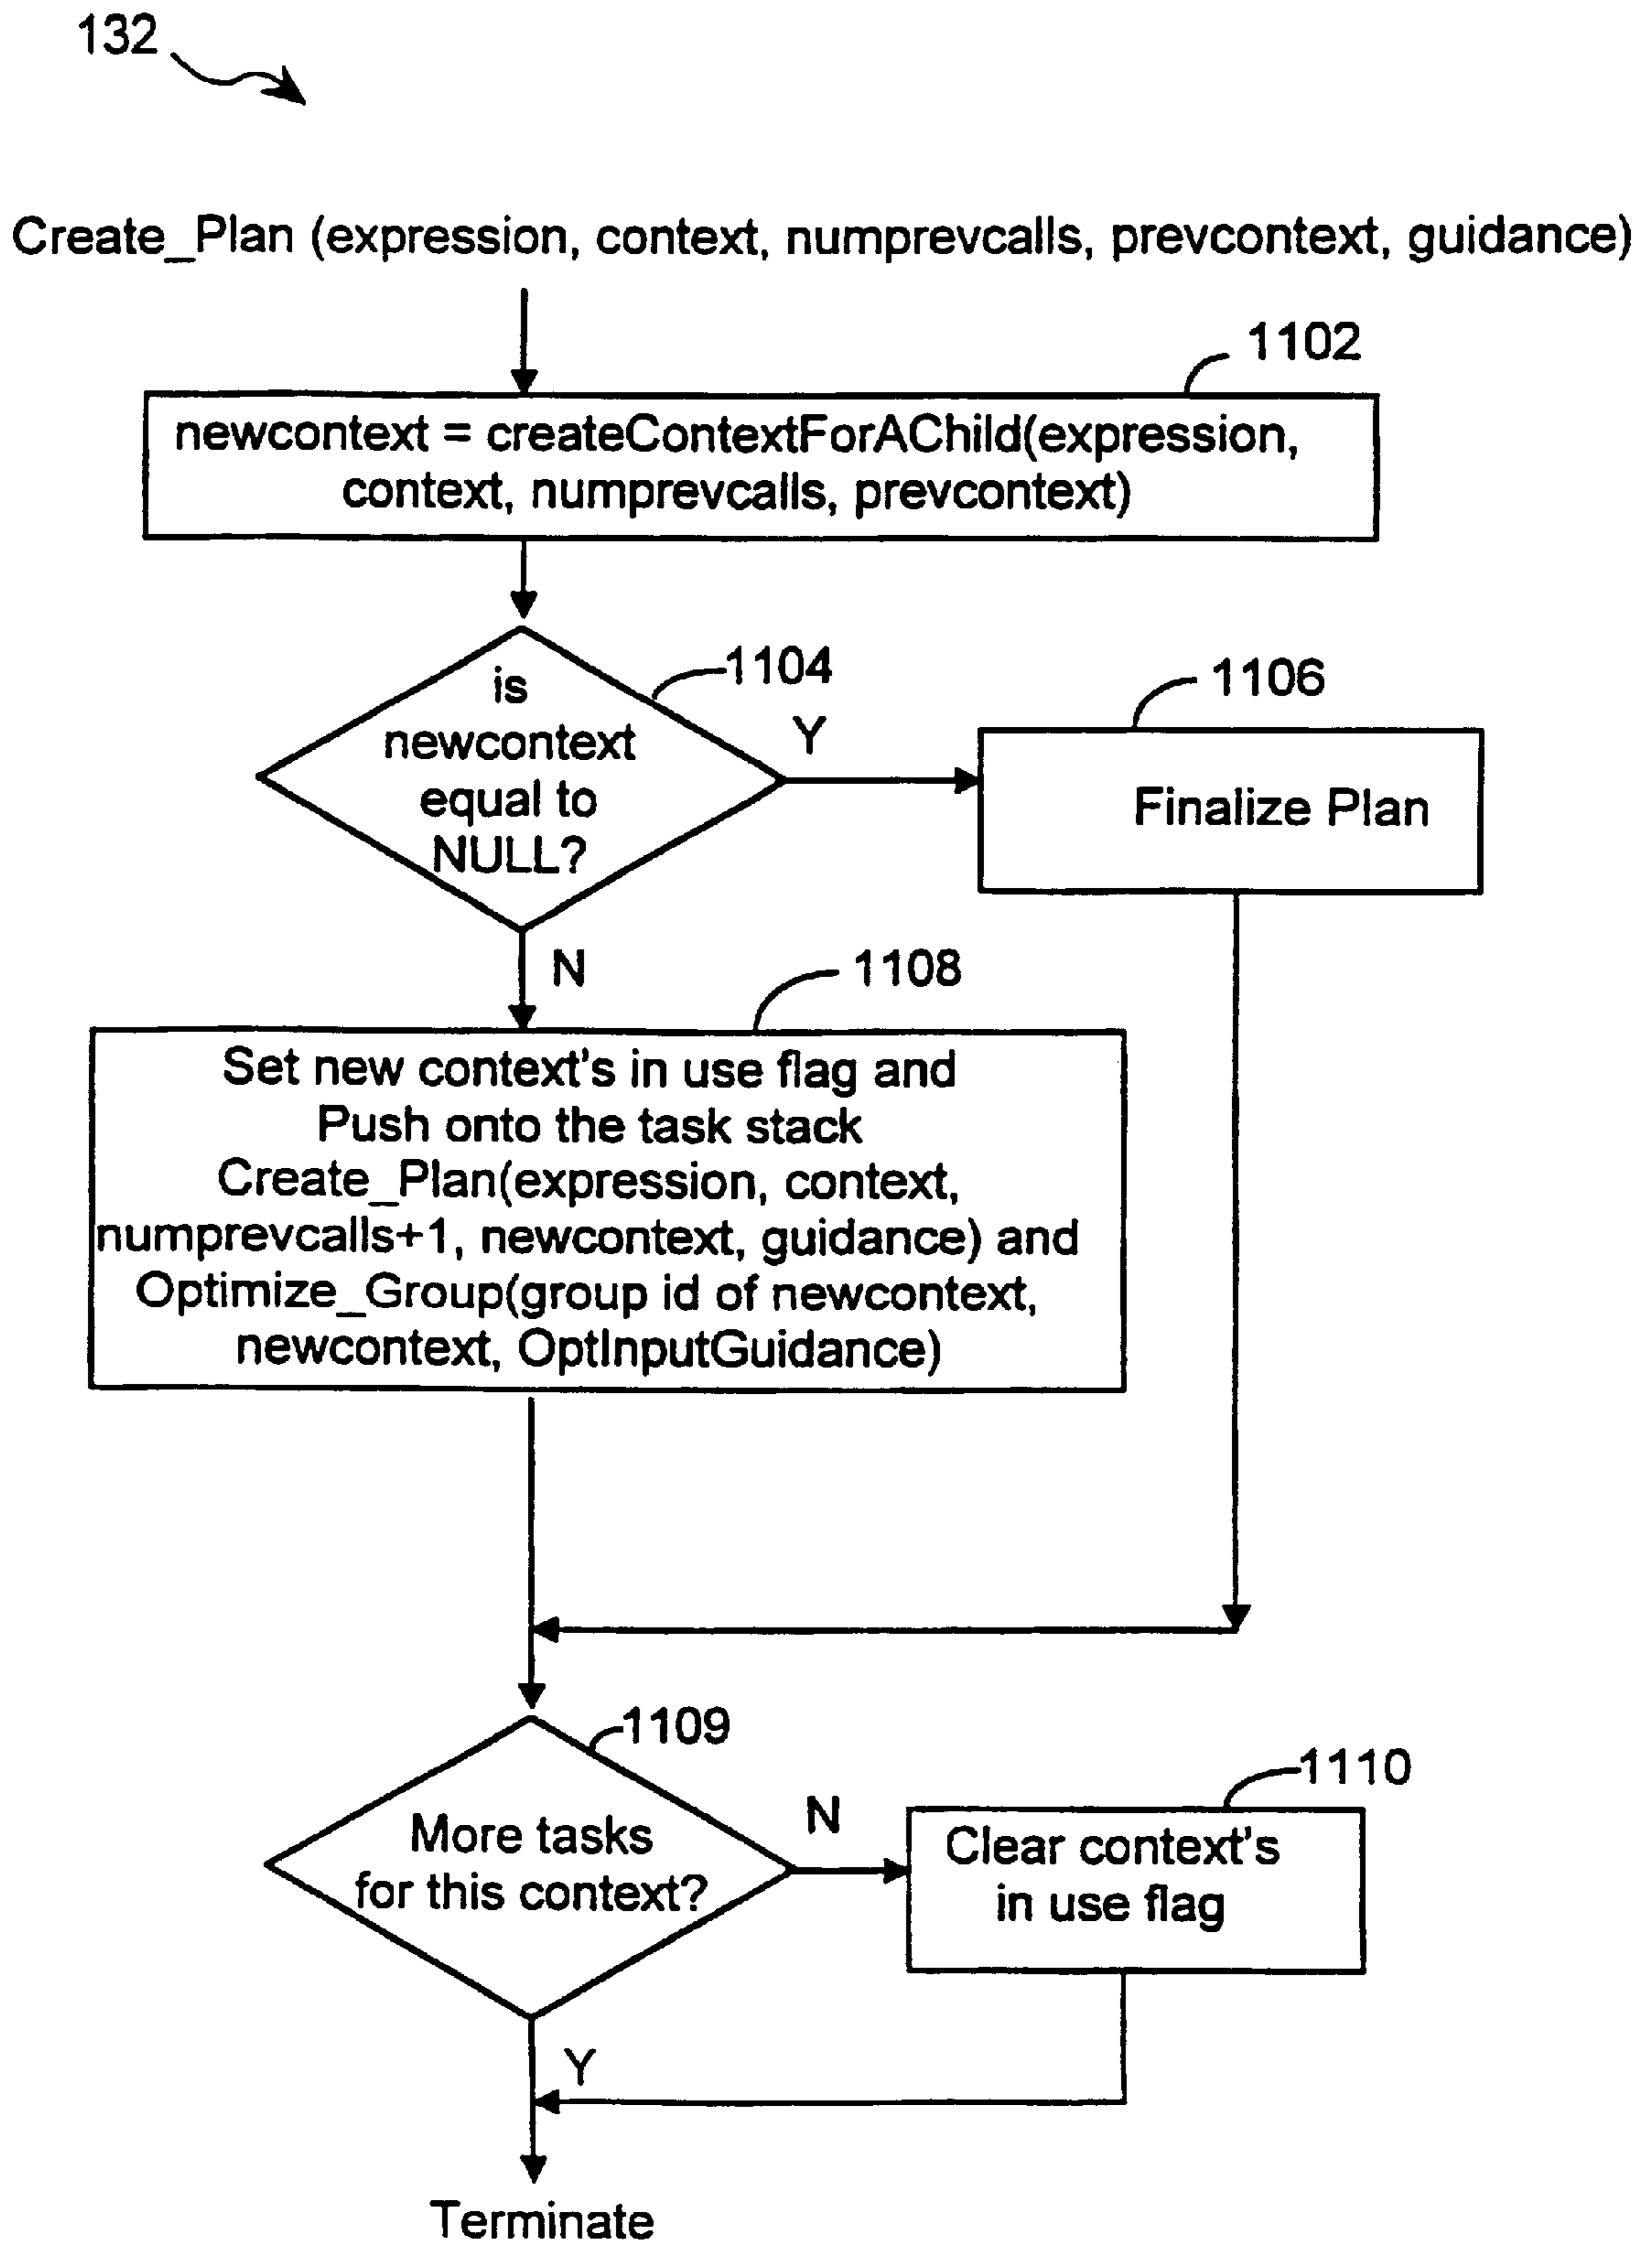 132
Create_Plan (expression, context, numprevcalls, prevcontext, guidance)
1102
newcontext = createContextForAChild(expression,
context, numprevcalls, prevcontext)
1104
is
newcontext
equal to
NULL?
Y
1106
Finalize Plan
N
1108
Set new context's in use flag and
Push onto the task stack
Create_Plan(expression, context,
numprevcalls+1, newcontext, guidance) and
Optimize_Group(group id of newcontext,
newcontext, OptInputGuidance)
1109
More tasks
for this context?
N
1110
Clear context's
in use flag
Y
Terminate